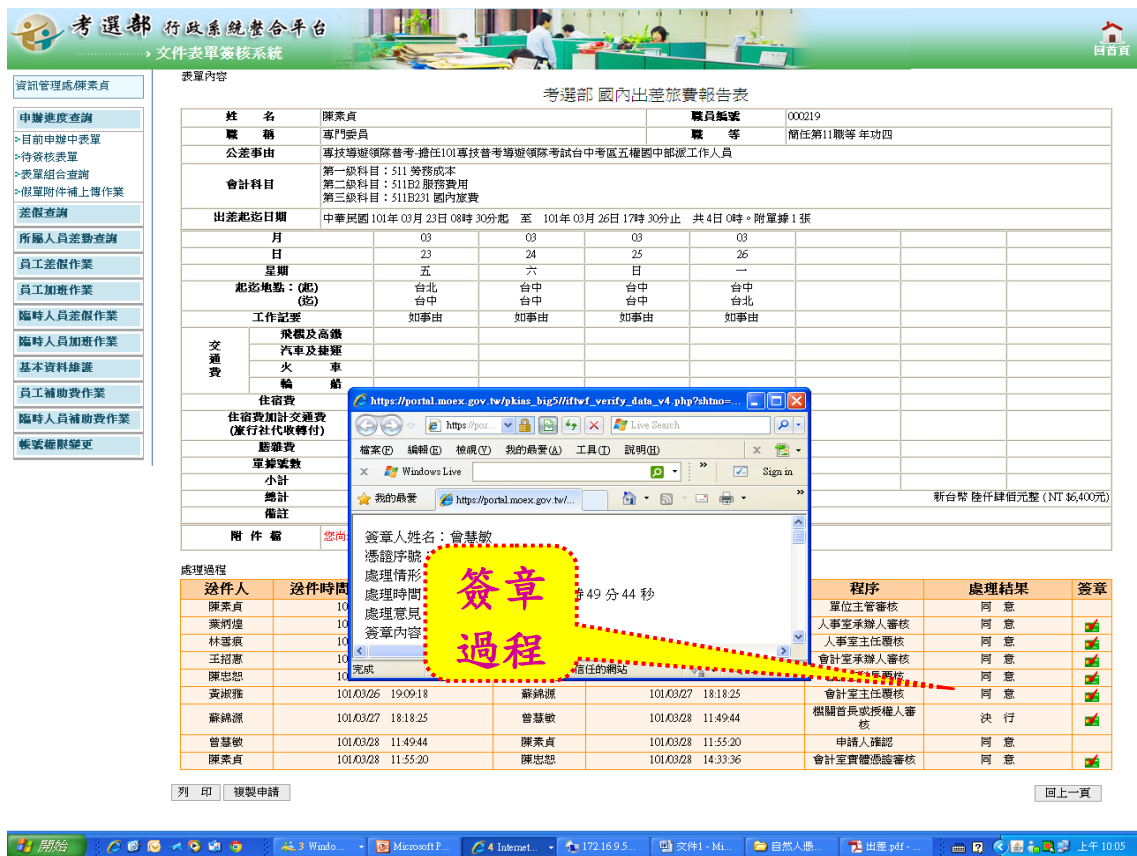 考選部 行政系統整合平台
文件表單簽核系統
回首頁
資訊管理處/陳素貞
申辦進度查詢
>目前申辦中表單
>待簽核表單
>表單組合查詢
>假單附件補上傳作業
差假查詢
所屬人員差勤查詢
員工差假作業
員工加班作業
臨時人員差假作業
臨時人員加班作業
基本資料維護
員工補助費作業
臨時人員補助費作業
帳號權限變更
表單內容
考選部 國內出差旅費報告表
姓 名 陳素貞 職員編號 000219
職 稱 專門委員 職 等 簡任第11職等 年功四
公差事由 專技導遊領隊普考-擔任101專技普考導遊領隊考試台中考區五權國中部派工作人員
會計科目 第一級科目：511 勞務成本
第二級科目：511B2 服務費用
第三級科目：511B231 國內旅費
出差起迄日期 中華民國 101年 03月 23日 08時 30分起 至 101年 03月 26日 17時 30分止 共 4日 0時。附單據 1 張
月 03 03 03 03
日 23 24 25 26
星期 五 六 日 一
起迄地點：(起) 台北 台中 台中 台中
(迄) 台中 台中 台中 台北
工作記要 如事由 如事由 如事由 如事由
交通費
飛機及高鐵
汽車及捷運
火 車
輪 船
住宿費
住宿費加計交通費
(旅行社代收轉付)
膳雜費
單據號數
小計
總計 新台幣 陸仟肆佰元整 (NT $6,400元)
備註
附 件 檔 您尚
https://portal.moex.gov.tw/pkias_big5//iftwf_verify_data_v4.php?shtno=...
https://por...
Live Search
檔案(F) 編輯(E) 檢視(V) 我的最愛(A) 工具(T) 說明(H)
Windows Live
Sign in
我的最愛 https://portal.moex.gov.tw/...
簽章人姓名：曾慧敏
憑證序號：
處理情形
處理時間 49 分 44 秒
處理意見
簽章內容
完成 信任的網站
簽章
過程
處理過程
送件人 送件時間 程序 處理結果 簽章
陳素貞 10 單位主管審核 同 意
葉炳煌 10 人事室承辦人審核 同 意
10 人事室主任覆核 同 意
王招惠 10 會計室承辦人審核 同 意
陳忠恕 10 同 意
黃淑雅 101/03/26 19:09:18 蘇錦源 101/03/27 18:18:25 會計室主任覆核 同 意
蘇錦源 101/03/27 18:18:25 曾慧敏 101/03/28 11:49:44 機關首長或授權人審核 決 行
曾慧敏 101/03/28 11:49:44 陳素貞 101/03/28 11:55:20 申請人確認 同 意
陳素貞 101/03/28 11:55:20 陳忠恕 101/03/28 14:33:36 會計室實體憑證審核 同 意
列 印 複製申請 回上一頁
開始 3 Windo... Microsoft P... 4 Internet... 172.16.9.5... 文件1 - Mi... 自然人憑... 出差.pdf - ... 上午 10:05